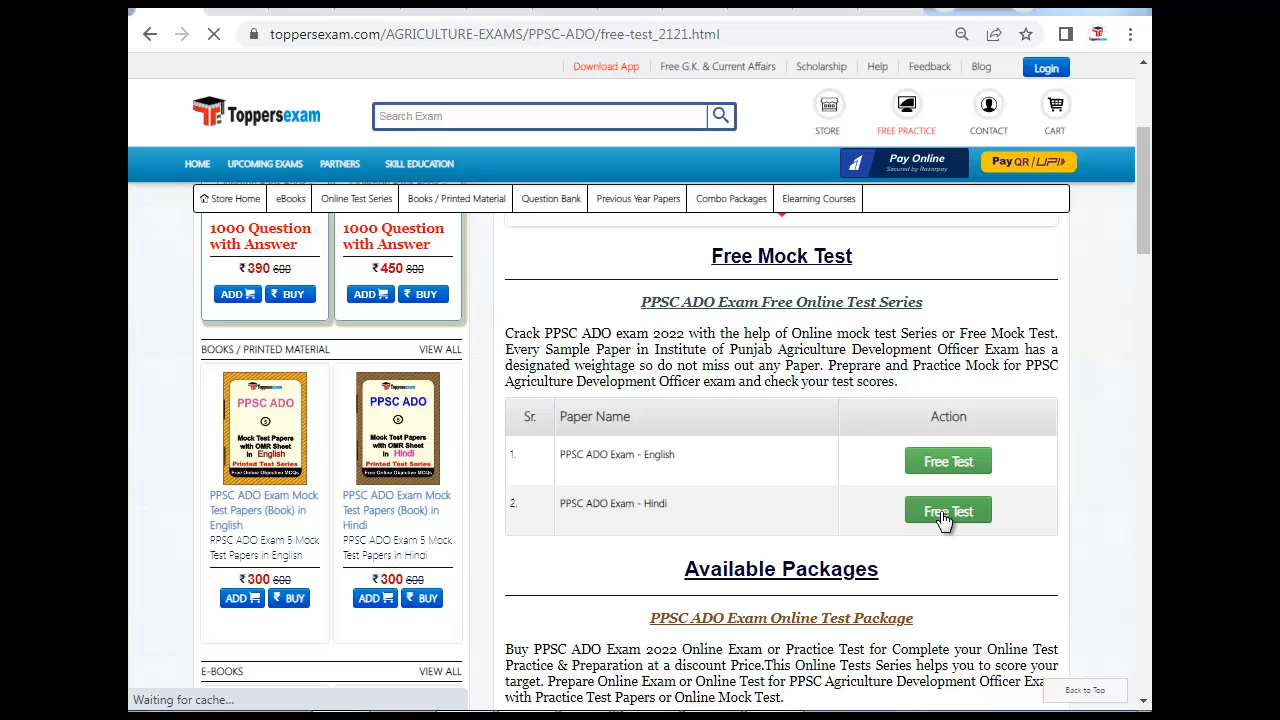 toppersexam.com/AGRICULTURE-EXAMS/PPSC-ADO/free-test_2121.html
Download App
Free G.K. & Current Affairs
Scholarship
Help
Feedback
Blog
Login
Toppersexam
Search Exam
STORE
FREE PRACTICE
CONTACT
CART
HOME
UPCOMING EXAMS
PARTNERS
SKILL EDUCATION
Pay Online
Secured by Razorpay
Pay QR / UPI
Store Home
eBooks
Online Test Series
Books / Printed Material
Question Bank
Previous Year Papers
Combo Packages
Elearning Courses
1000 Question
with Answer
₹ 390 600
ADD
₹ BUY
1000 Question
with Answer
₹ 450 800
ADD
₹ BUY
BOOKS / PRINTED MATERIAL
VIEW ALL
Toppersexam
PPSC ADO
5
Mock Test Papers
with OMR Sheet
in English
Printed Test Series
Free Online Objective MCQs
PPSC ADO Exam Mock
Test Papers (Book) in
English
PPSC ADO Exam 5 Mock
Test Papers in English
₹ 300 600
ADD
₹ BUY
Toppersexam
PPSC ADO
5
Mock Test Papers
with OMR Sheet
in Hindi
Printed Test Series
Free Online Objective MCQs
PPSC ADO Exam Mock
Test Papers (Book) in
Hindi
PPSC ADO Exam 5 Mock
Test Papers in Hindi
₹ 300 600
ADD
₹ BUY
E-BOOKS
VIEW ALL
Free Mock Test
PPSC ADO Exam Free Online Test Series
Crack PPSC ADO exam 2022 with the help of Online mock test Series or Free Mock Test.
Every Sample Paper in Institute of Punjab Agriculture Development Officer Exam has a
designated weightage so do not miss out any Paper. Preprare and Practice Mock for PPSC
Agriculture Development Officer exam and check your test scores.
Sr. Paper Name Action
1. PPSC ADO Exam - English Free Test
2. PPSC ADO Exam - Hindi Free Test
Available Packages
PPSC ADO Exam Online Test Package
Buy PPSC ADO Exam 2022 Online Exam or Practice Test for Complete your Online Test
Practice & Preparation at a discount Price.This Online Tests Series helps you to score your
target. Prepare Online Exam or Online Test for PPSC Agriculture Development Officer
with Practice Test Papers or Online Mock Test.
Back to Top
Waiting for cache...